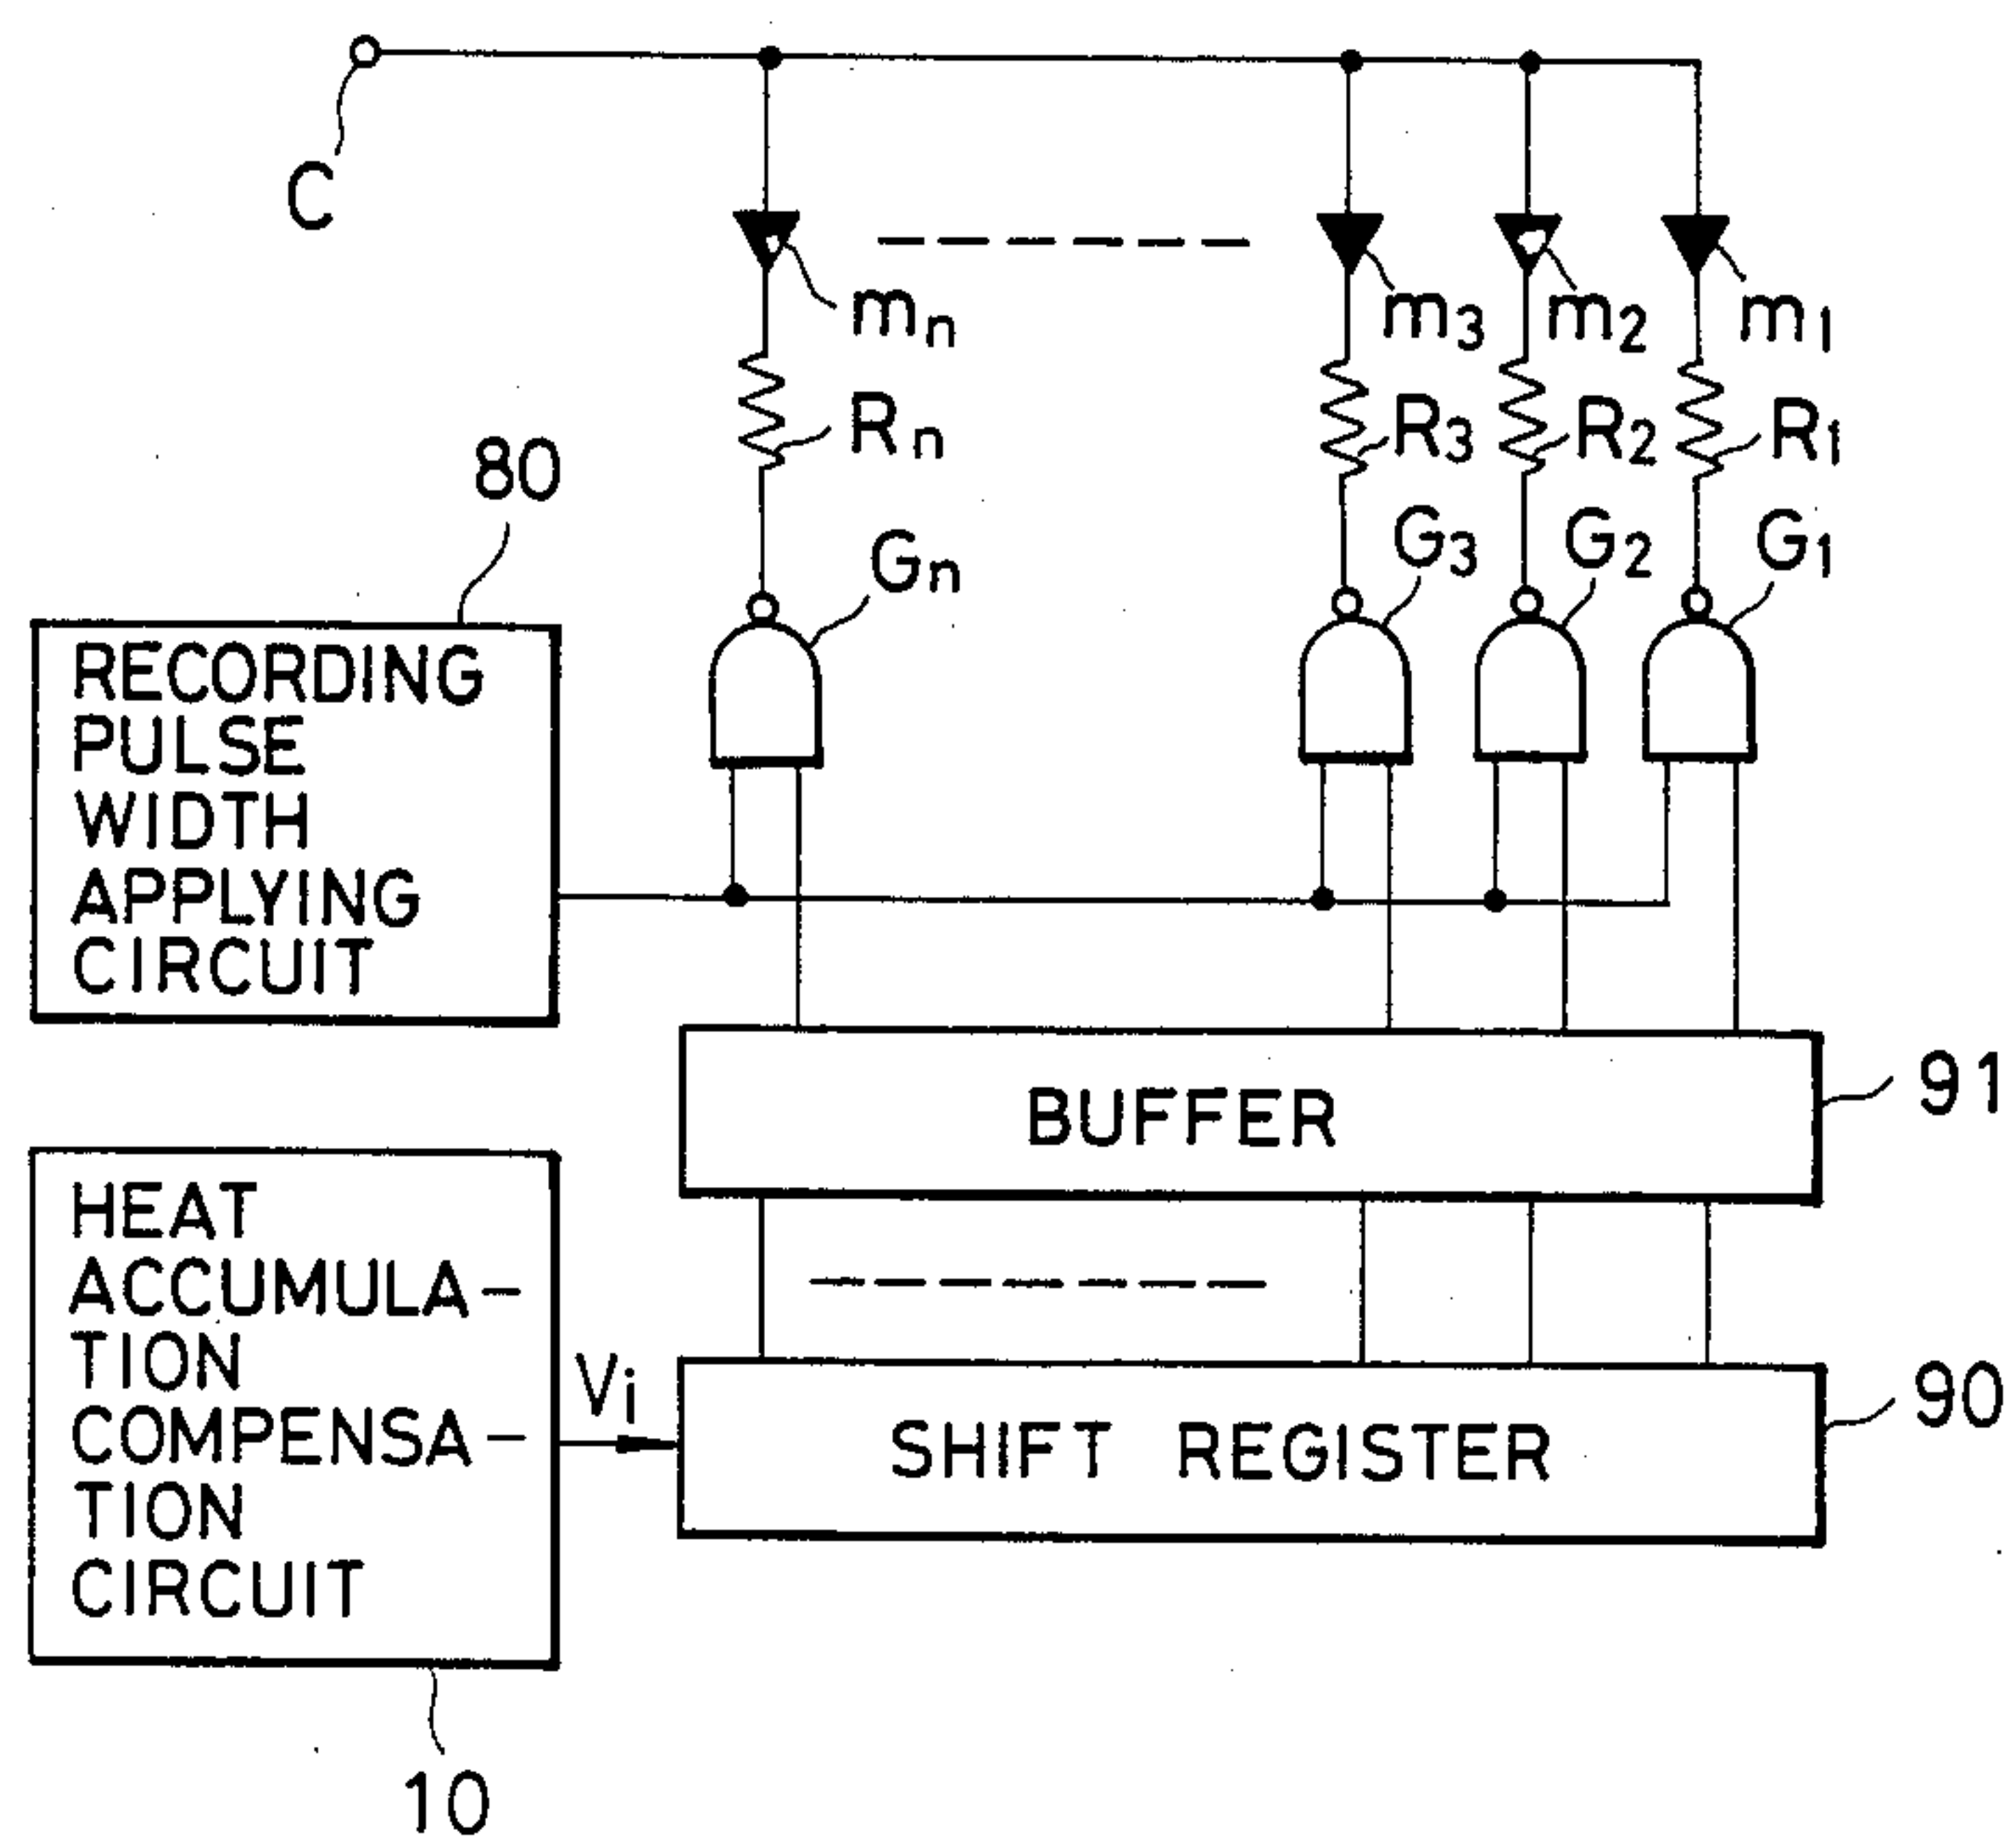 C
mn
m3
m2
m1
Rn
R3
R2
R1
80
Gn
G3
G2
G1
RECORDING
PULSE
WIDTH
APPLYING
CIRCUIT
BUFFER
91
HEAT
ACCUMULA-
TION
COMPENSA-
TION
CIRCUIT
Vi
SHIFT REGISTER
90
10